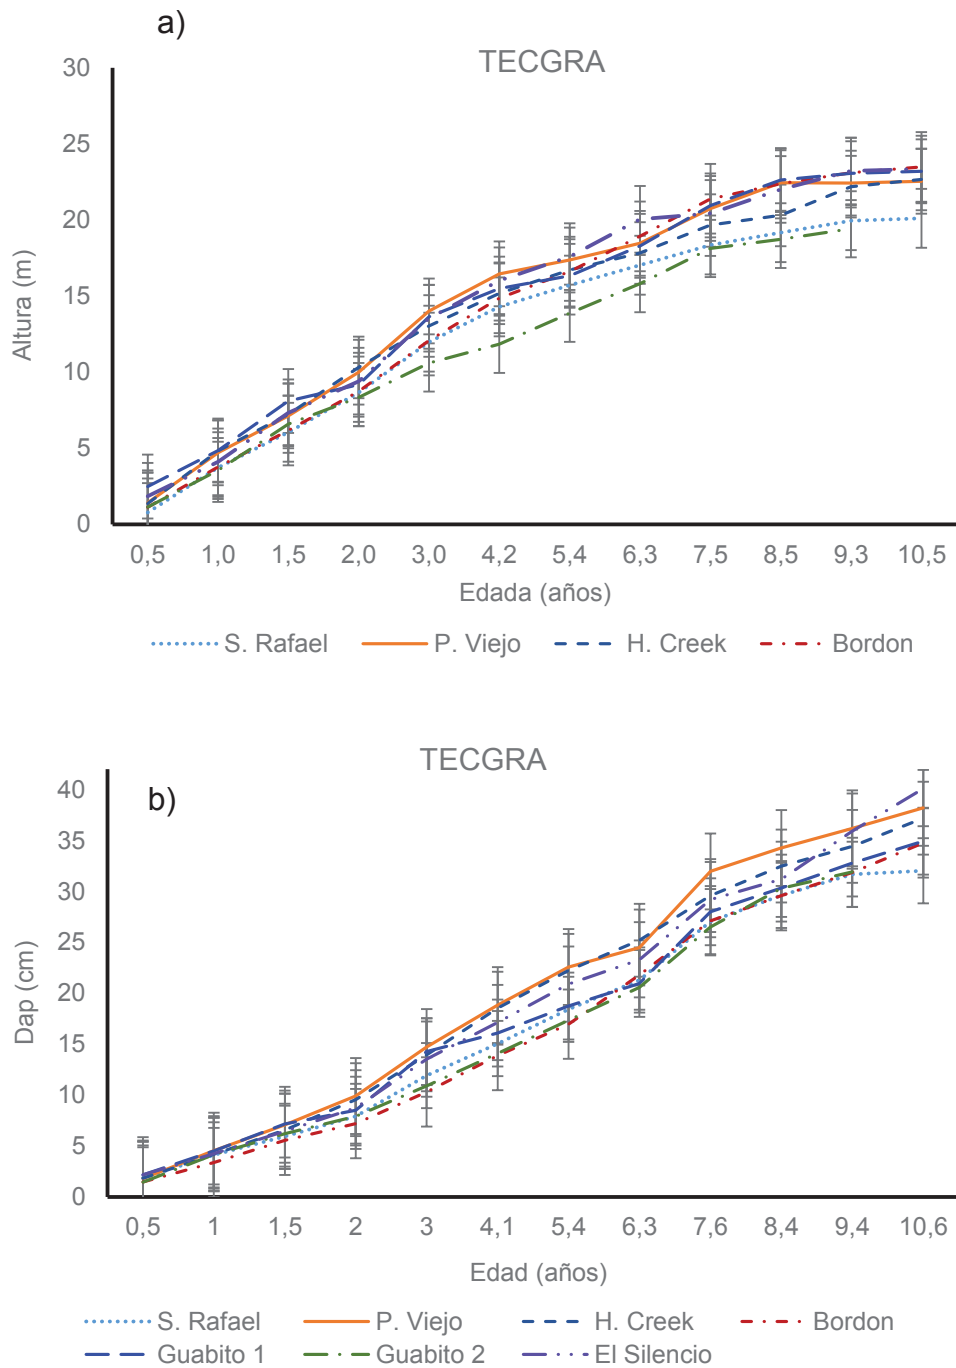 a)
TECGRA
30
25
20
15
10
5
0
Altura (m)
0,5 1,0 1,5 2,0 3,0 4,2 5,4 6,3 7,5 8,5 9,3 10,5
Edada (años)
S. Rafael P. Viejo H. Creek Bordon
TECGRA
b)
40
35
30
25
20
15
10
5
0
Dap (cm)
0,5 1 1,5 2 3 4,1 5,4 6,3 7,6 8,4 9,4 10,6
Edad (años)
S. Rafael P. Viejo H. Creek Bordon
Guabito 1 Guabito 2 El Silencio